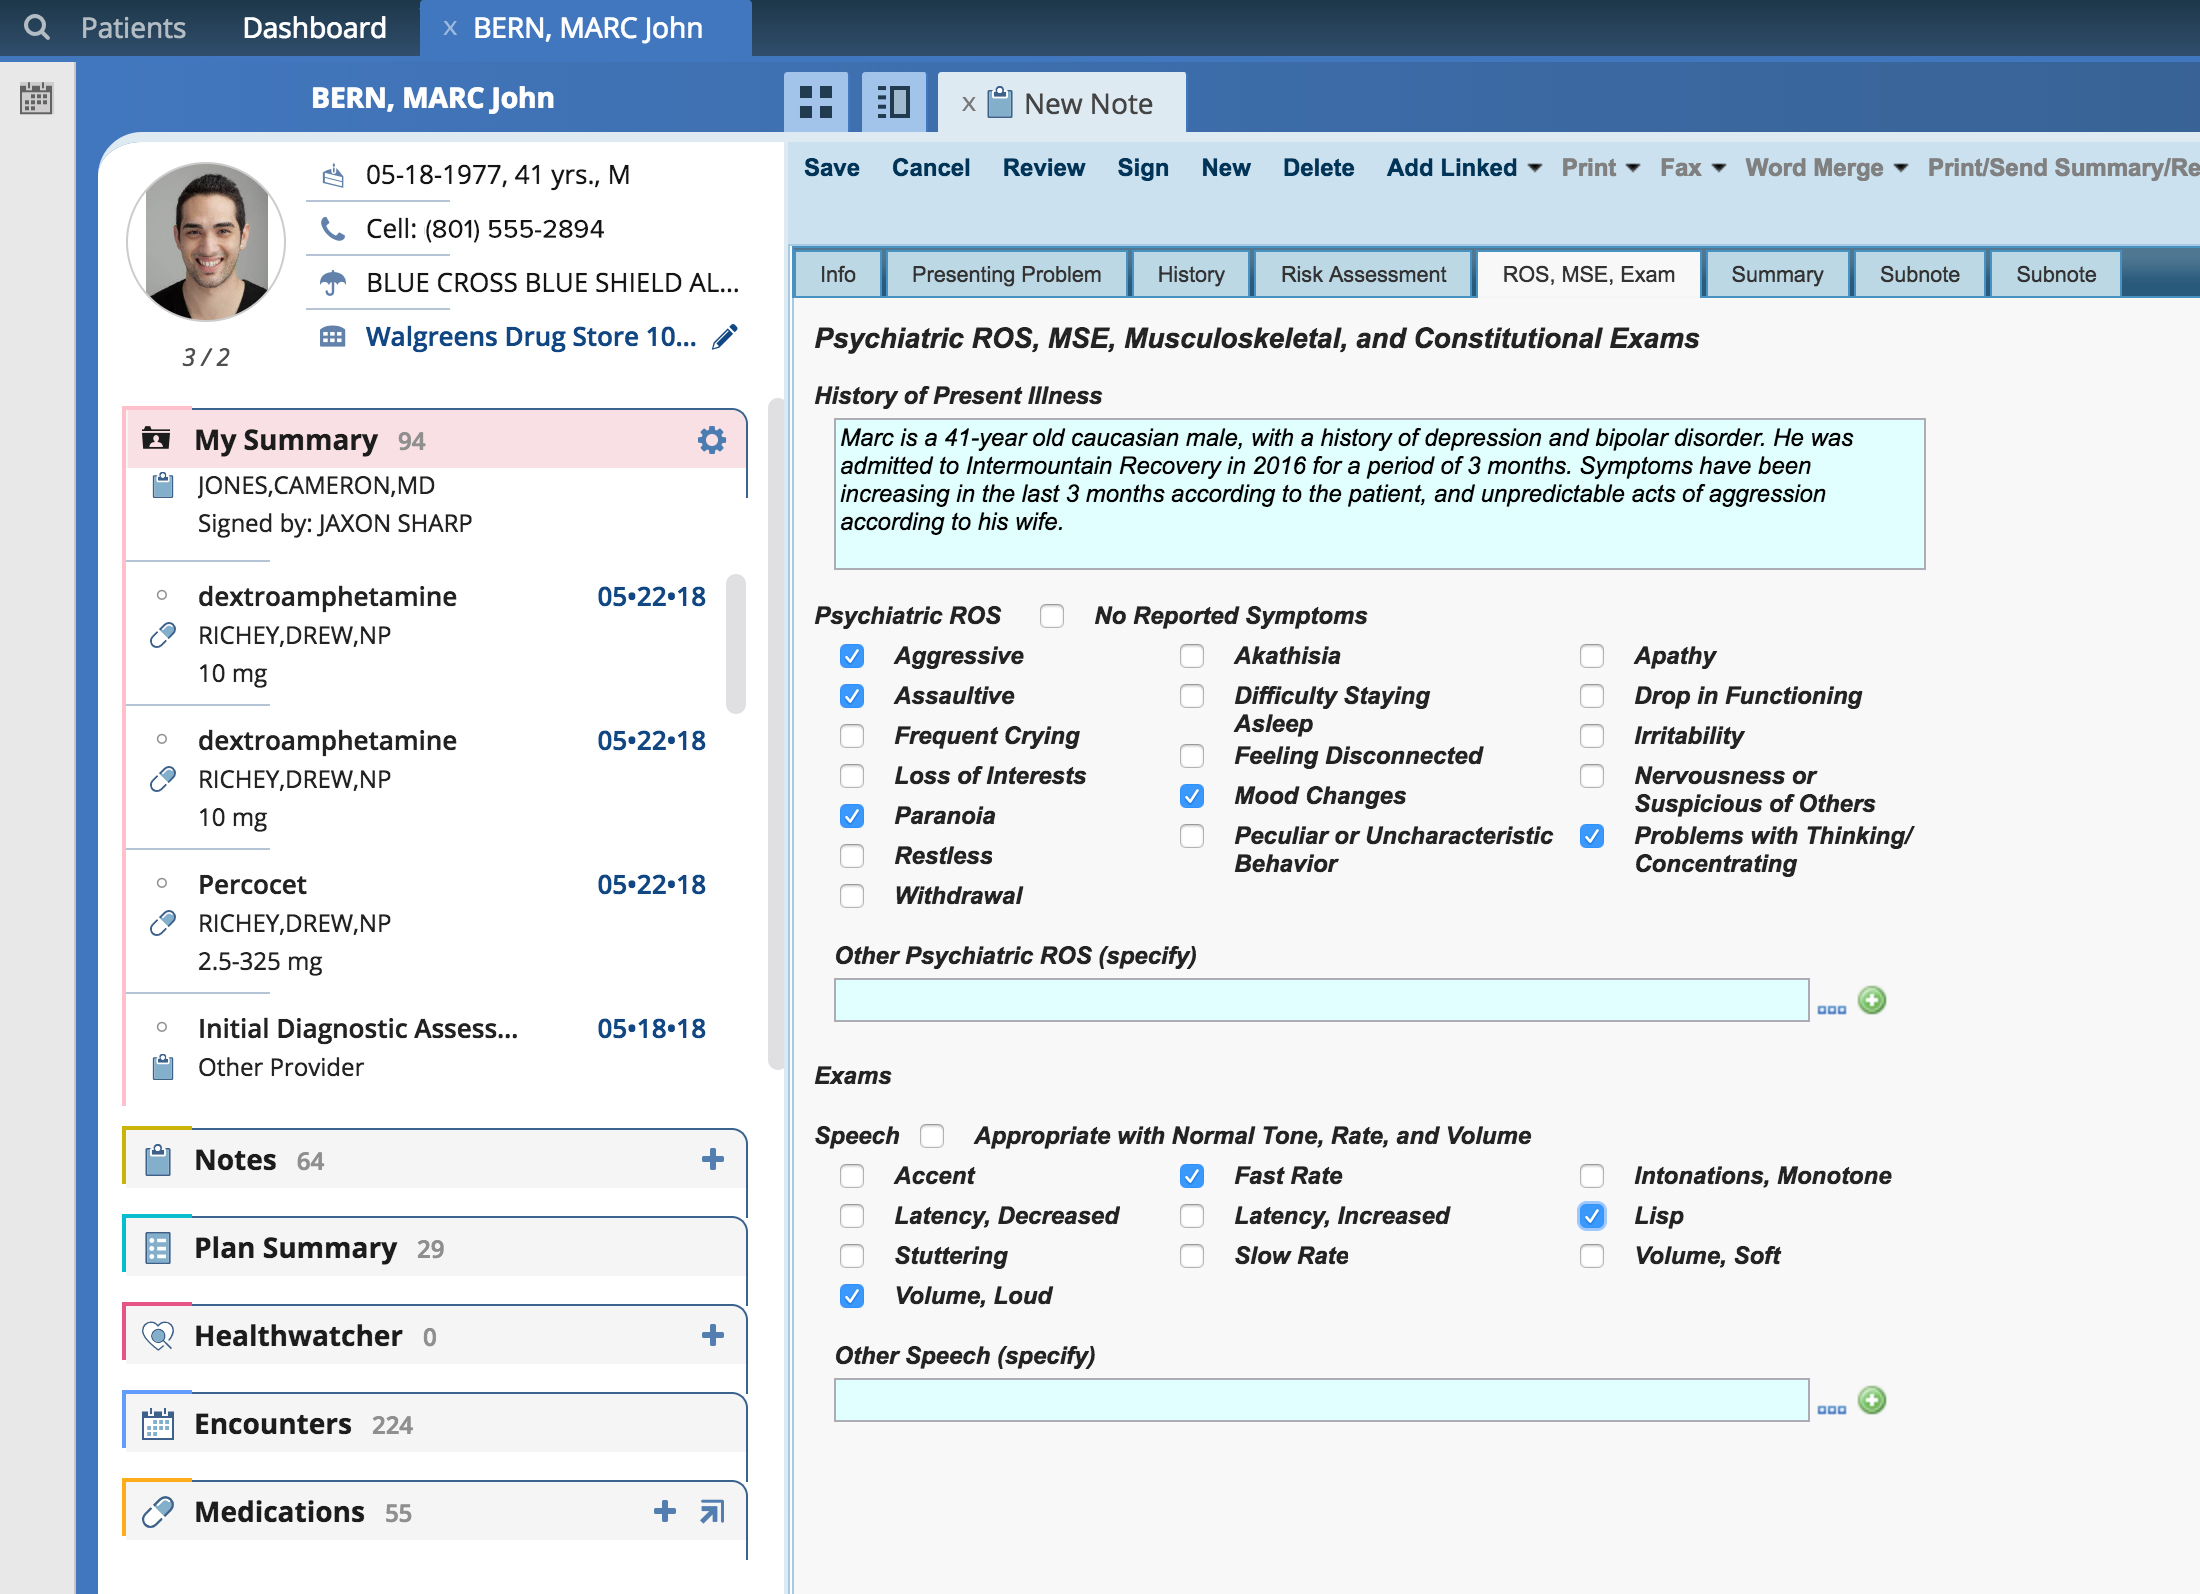 Patients
Dashboard
x BERN, MARC John
BERN, MARC John
05-18-1977, 41 yrs., M
Cell: (801) 555-2894
BLUE CROSS BLUE SHIELD AL...
Walgreens Drug Store 10...
3 / 2
My Summary 94
JONES,CAMERON,MD
Signed by: JAXON SHARP
dextroamphetamine 05•22•18
RICHEY,DREW,NP
10 mg
dextroamphetamine 05•22•18
RICHEY,DREW,NP
10 mg
Percocet 05•22•18
RICHEY,DREW,NP
2.5-325 mg
Initial Diagnostic Assess... 05•18•18
Other Provider
Notes 64
Plan Summary 29
Healthwatcher 0
Encounters 224
Medications 55
x New Note
Save Cancel Review Sign New Delete Add Linked Print Fax Word Merge Print/Send Summary/Re
Info Presenting Problem History Risk Assessment ROS, MSE, Exam Summary Subnote Subnote
Psychiatric ROS, MSE, Musculoskeletal, and Constitutional Exams
History of Present Illness
Marc is a 41-year old caucasian male, with a history of depression and bipolar disorder. He was
admitted to Intermountain Recovery in 2016 for a period of 3 months. Symptoms have been
increasing in the last 3 months according to the patient, and unpredictable acts of aggression
according to his wife.
Psychiatric ROS No Reported Symptoms
Aggressive
Assaultive
Frequent Crying
Loss of Interests
Paranoia
Restless
Withdrawal
Akathisia
Difficulty Staying
Asleep
Feeling Disconnected
Mood Changes
Peculiar or Uncharacteristic
Behavior
Apathy
Drop in Functioning
Irritability
Nervousness or
Suspicious of Others
Problems with Thinking/
Concentrating
Other Psychiatric ROS (specify)
Exams
Speech Appropriate with Normal Tone, Rate, and Volume
Accent
Latency, Decreased
Stuttering
Volume, Loud
Fast Rate
Latency, Increased
Slow Rate
Intonations, Monotone
Lisp
Volume, Soft
Other Speech (specify)